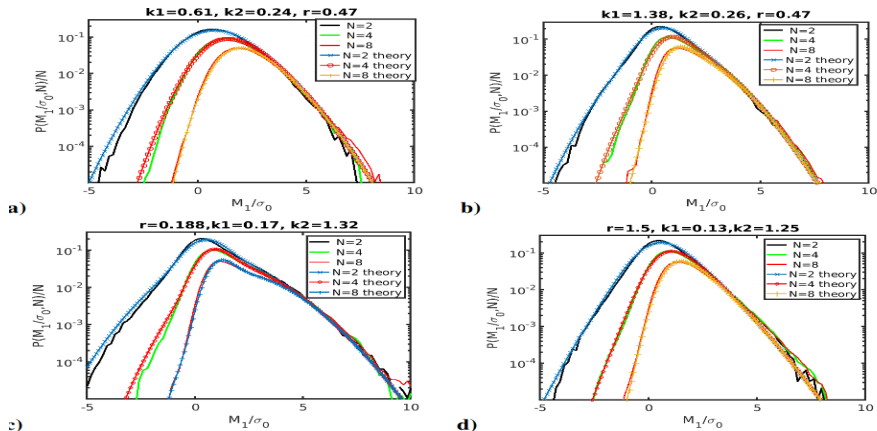 k1=0.61, k2=0.24, r=0.47
P(M1/σ0,N)/N
10^-1
10^-2
10^-3
10^-4
N=2
N=4
N=8
N=2 theory
N=4 theory
N=8 theory
-5 0 5 10
M1/σ0
a)
k1=1.38, k2=0.26, r=0.47
P(M1/σ0,N)/N
10^-1
10^-2
10^-3
10^-4
N=2
N=4
N=8
N=2 theory
N=4 theory
N=8 theory
-5 0 5 10
M1/σ0
b)
r=0.188,k1=0.17, k2=1.32
P(M1/σ0,N)/N
10^-1
10^-2
10^-3
10^-4
N=2
N=4
N=8
N=2 theory
N=4 theory
N=8 theory
-5 0 5 10
M1/σ0
c)
r=1.5, k1=0.13,k2=1.25
P(M1/σ0,N)/N
10^-1
10^-2
10^-3
10^-4
N=2
N=4
N=8
N=2 theory
N=4 theory
N=8 theory
-5 0 5 10
M1/σ0
d)